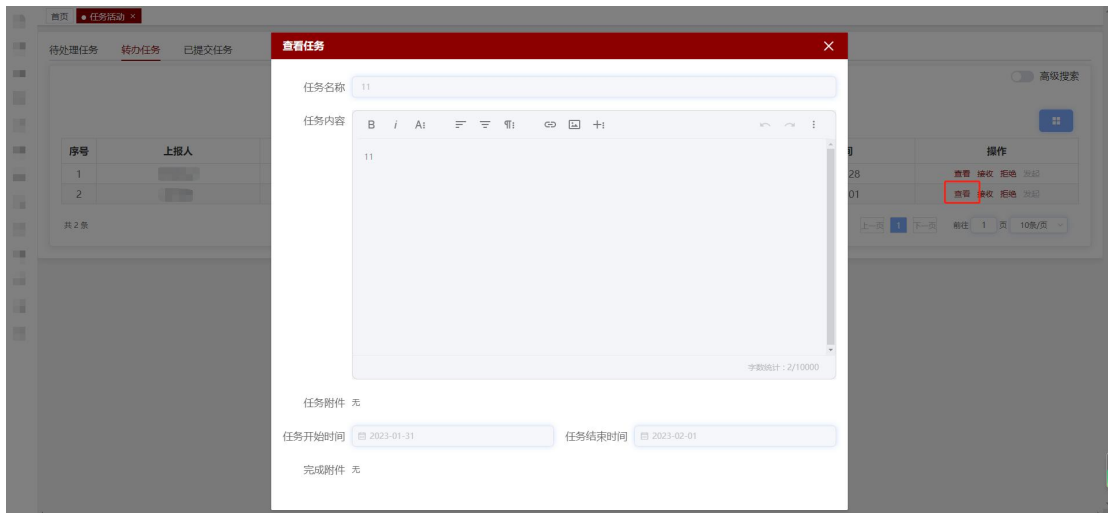 首页 ● 任务活动 ×
待处理任务 转办任务 已提交任务
查看任务 ×
高级搜索
任务名称 11
任务内容 B i A
11
字数统计：2/10000
序号 上报人 间 操作
1 28 查看 接收 拒绝 发起
2 01 查看 接收 拒绝 发起
共 2 条 上一页 1 下一页 前往 1 页 10条/页
任务附件 无
任务开始时间 2023-01-31 任务结束时间 2023-02-01
完成附件 无